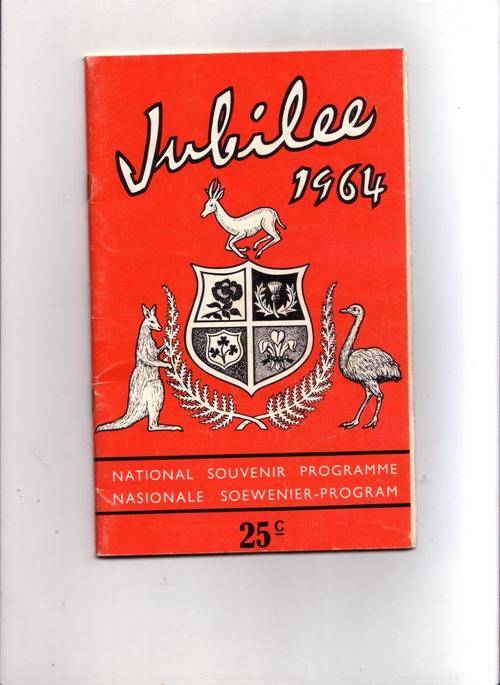 Jubilee
1964
NATIONAL SOUVENIR PROGRAMME
NASIONALE SOEWENIER-PROGRAM
25c